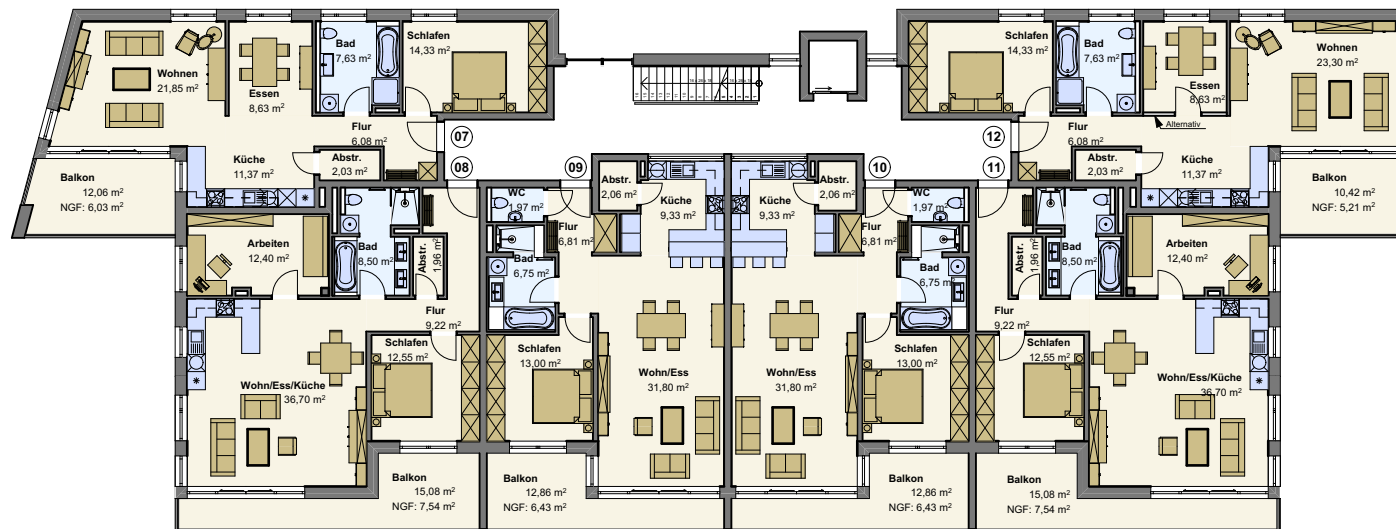 Wohnen
21,85 m²
Essen
8,63 m²
Bad
7,63 m²
Schlafen
14,33 m²
Flur
6,08 m²
07
Abstr.
2,03 m²
Küche
11,37 m²
Balkon
12,06 m²
NGF: 6,03 m²
Schlafen
14,33 m²
Bad
7,63 m²
Essen
8,63 m²
Wohnen
23,30 m²
12
Flur
6,08 m²
Alternativ
Abstr.
2,03 m²
Küche
11,37 m²
Balkon
10,42 m²
NGF: 5,21 m²
08
Arbeiten
12,40 m²
Bad
8,50 m²
Abstr.
1,96 m²
Flur
9,22 m²
Schlafen
12,55 m²
Wohn/Ess/Küche
36,70 m²
Balkon
15,08 m²
NGF: 7,54 m²
09
WC
1,97 m²
Abstr.
2,06 m²
Küche
9,33 m²
Flur
6,81 m²
Bad
6,75 m²
Schlafen
13,00 m²
Wohn/Ess
31,80 m²
Balkon
12,86 m²
NGF: 6,43 m²
10
Küche
9,33 m²
Abstr.
2,06 m²
WC
1,97 m²
Flur
6,81 m²
Bad
6,75 m²
Wohn/Ess
31,80 m²
Schlafen
13,00 m²
Balkon
12,86 m²
NGF: 6,43 m²
11
Abstr.
1,96 m²
Bad
8,50 m²
Arbeiten
12,40 m²
Flur
9,22 m²
Schlafen
12,55 m²
Wohn/Ess/Küche
36,70 m²
Balkon
15,08 m²
NGF: 7,54 m²